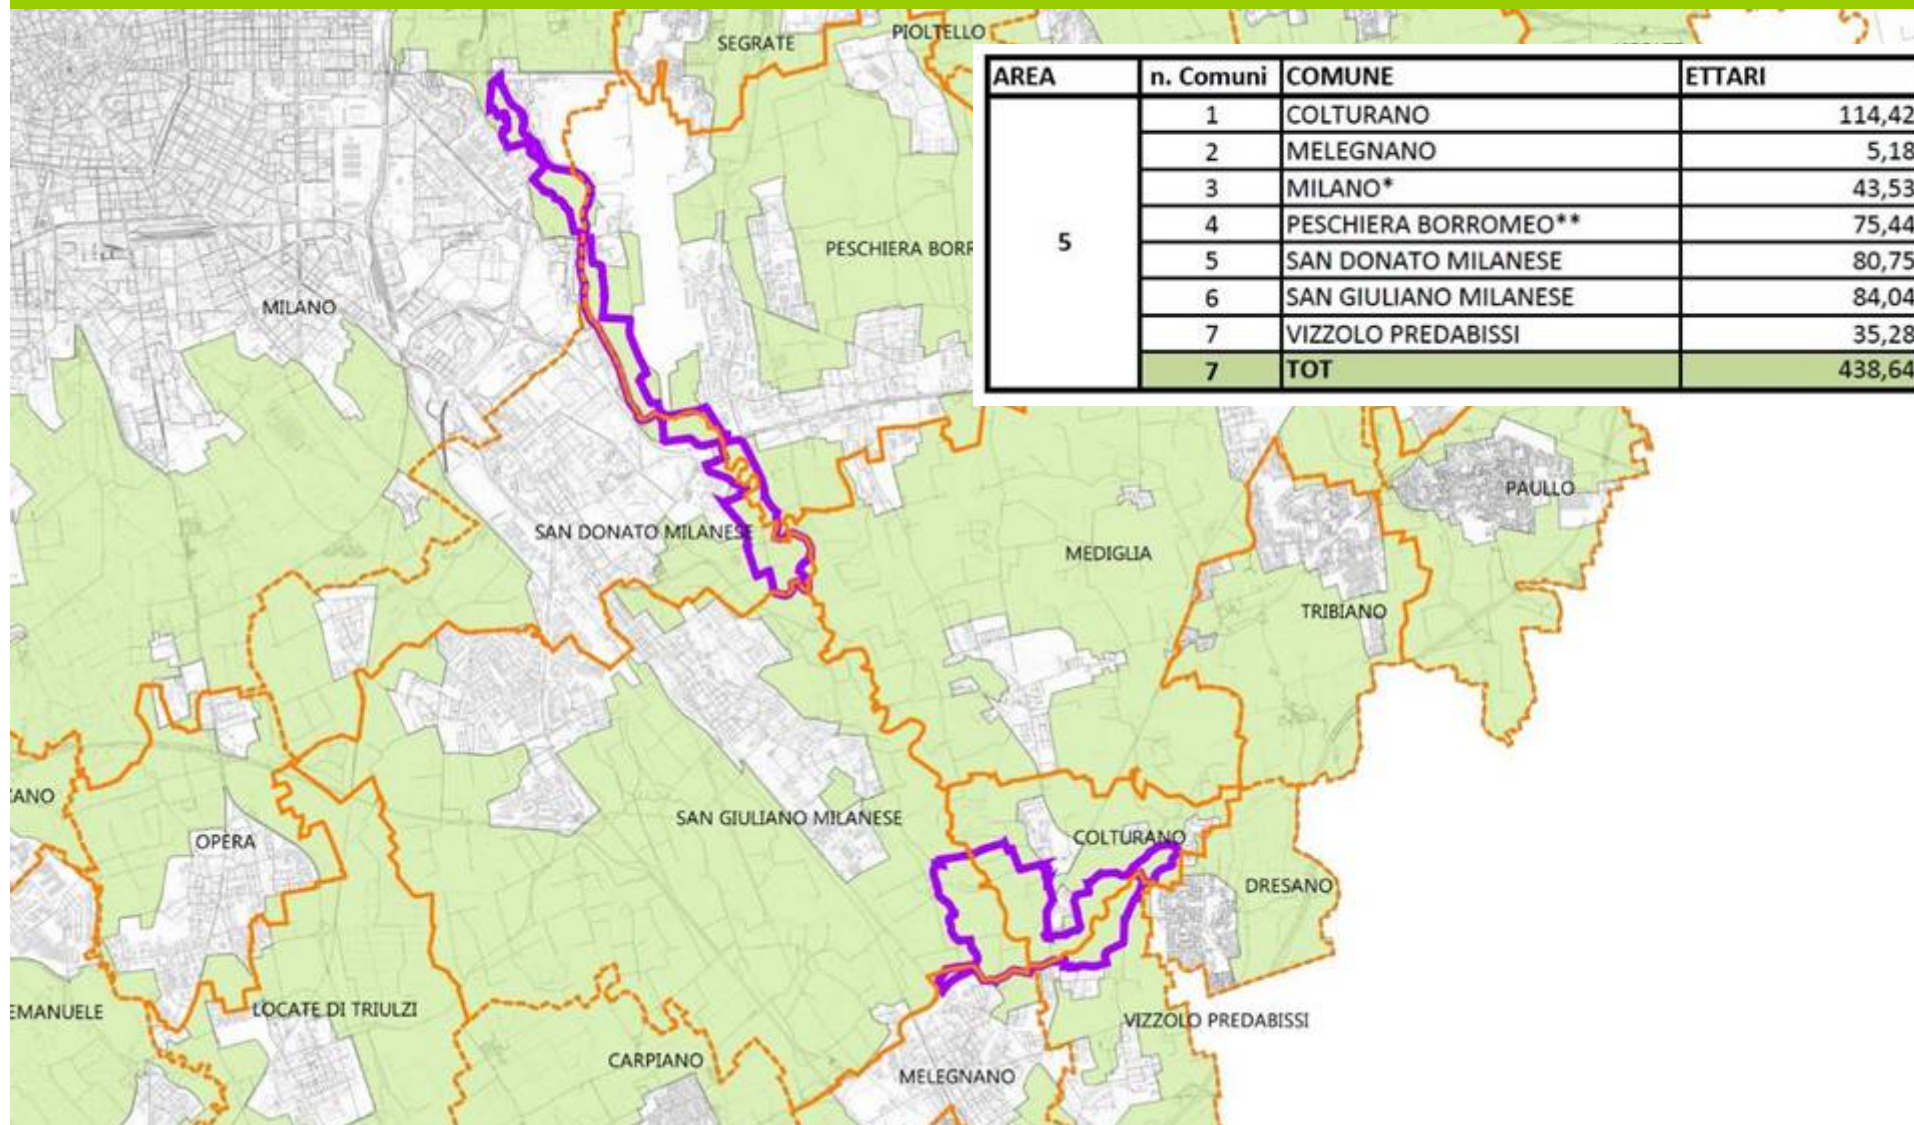 SEGRATE
PIOLTELLO
AREA n. Comuni COMUNE ETTARI
5
1 COLTURANO 114,42
2 MELEGNANO 5,18
3 MILANO* 43,53
4 PESCHIERA BORROMEO** 75,44
5 SAN DONATO MILANESE 80,75
6 SAN GIULIANO MILANESE 84,04
7 VIZZOLO PREDABISSI 35,28
7 TOT 438,64
PESCHIERA BORR
MILANO
PAULLO
SAN DONATO MILANESE
MEDIGLIA
TRIBIANO
ANO
SAN GIULIANO MILANESE
COLTURANO
OPERA
DRESANO
EMANUELE
LOCATE DI TRIULZI
VIZZOLO PREDABISSI
CARPIANO
MELEGNANO